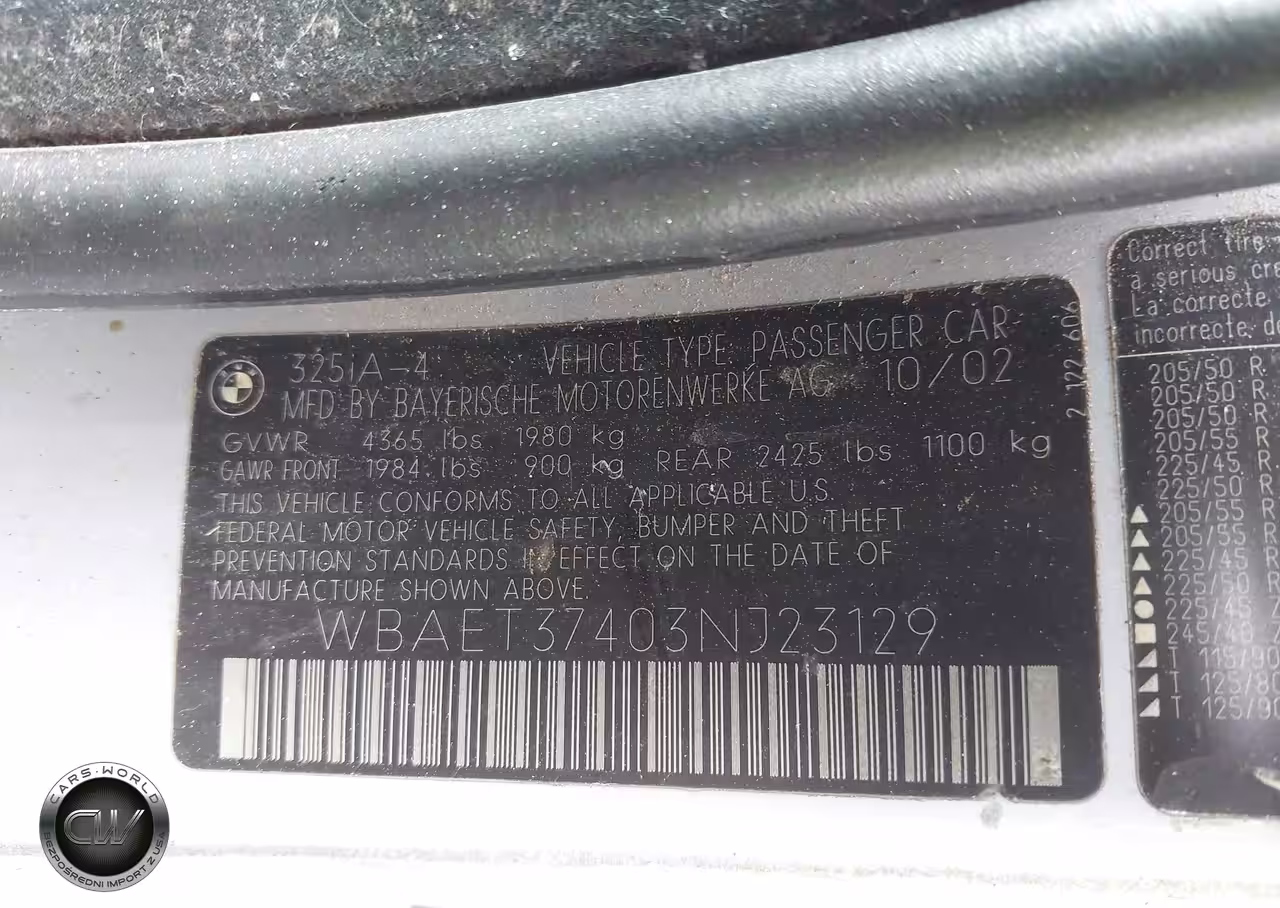 325iA-4 VEHICLE TYPE PASSENGER CAR
MFD BY BAYERISCHE MOTORENWERKE AG 10/02
GVWR 4365 lbs 1980 kg
GAWR FRONT 1984 lbs 900 kg REAR 2425 lbs 1100 kg
THIS VEHICLE CONFORMS TO ALL APPLICABLE U.S.
FEDERAL MOTOR VEHICLE SAFETY, BUMPER AND THEFT
PREVENTION STANDARDS IN EFFECT ON THE DATE OF
MANUFACTURE SHOWN ABOVE.
WBAET37403NJ23129
2 122 606
Correct tire
a serious cra
La correcte
incorrecte d
205/50 R
205/50 R
205/50 R
205/55 R
225/45 R
225/50 R
205/55 R
205/55 R
225/45 R
225/50 R
225/45
245/40
T 115/90
T 125/80
T 125/90
CARS-WORLD
CW
BEZPOŚREDNI IMPORT Z USA